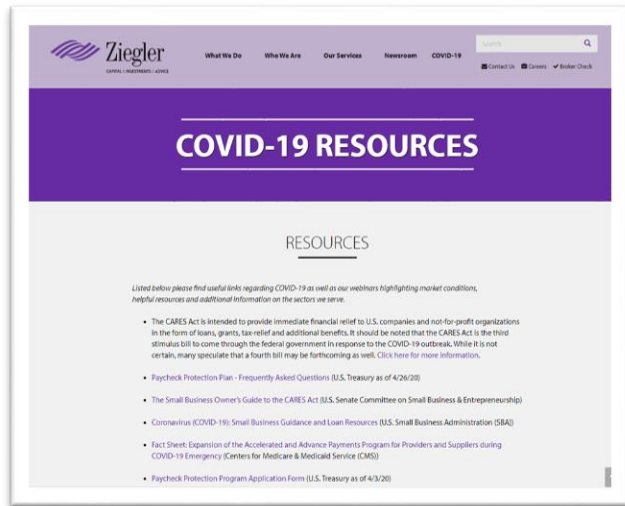 Ziegler
CAPITAL | INVESTMENTS | ADVICE
What We Do
Who We Are
Our Services
Newsroom
COVID-19
Search
Contact Us
Careers
Broker Check
COVID-19 RESOURCES
RESOURCES
Listed below please find useful links regarding COVID-19 as well as our webinars highlighting market conditions,
helpful resources and additional information on the sectors we serve.
• The CARES Act is intended to provide immediate financial relief to U.S. companies and not-for-profit organizations
in the form of loans, grants, tax-relief and additional benefits. It should be noted that the CARES Act is the third
stimulus bill to come through the federal government in response to the COVID-19 outbreak. While it is not
certain, many speculate that a fourth bill may be forthcoming as well. Click here for more information.
• Paycheck Protection Plan - Frequently Asked Questions (U.S. Treasury as of 4/26/20)
• The Small Business Owner's Guide to the CARES Act (U.S. Senate Committee on Small Business & Entrepreneurship)
• Coronavirus (COVID-19): Small Business Guidance and Loan Resources (U.S. Small Business Administration (SBA))
• Fact Sheet: Expansion of the Accelerated and Advance Payments Program for Providers and Suppliers during
COVID-19 Emergency (Centers for Medicare & Medicaid Service (CMS))
• Paycheck Protection Program Application Form (U.S. Treasury as of 4/3/20)